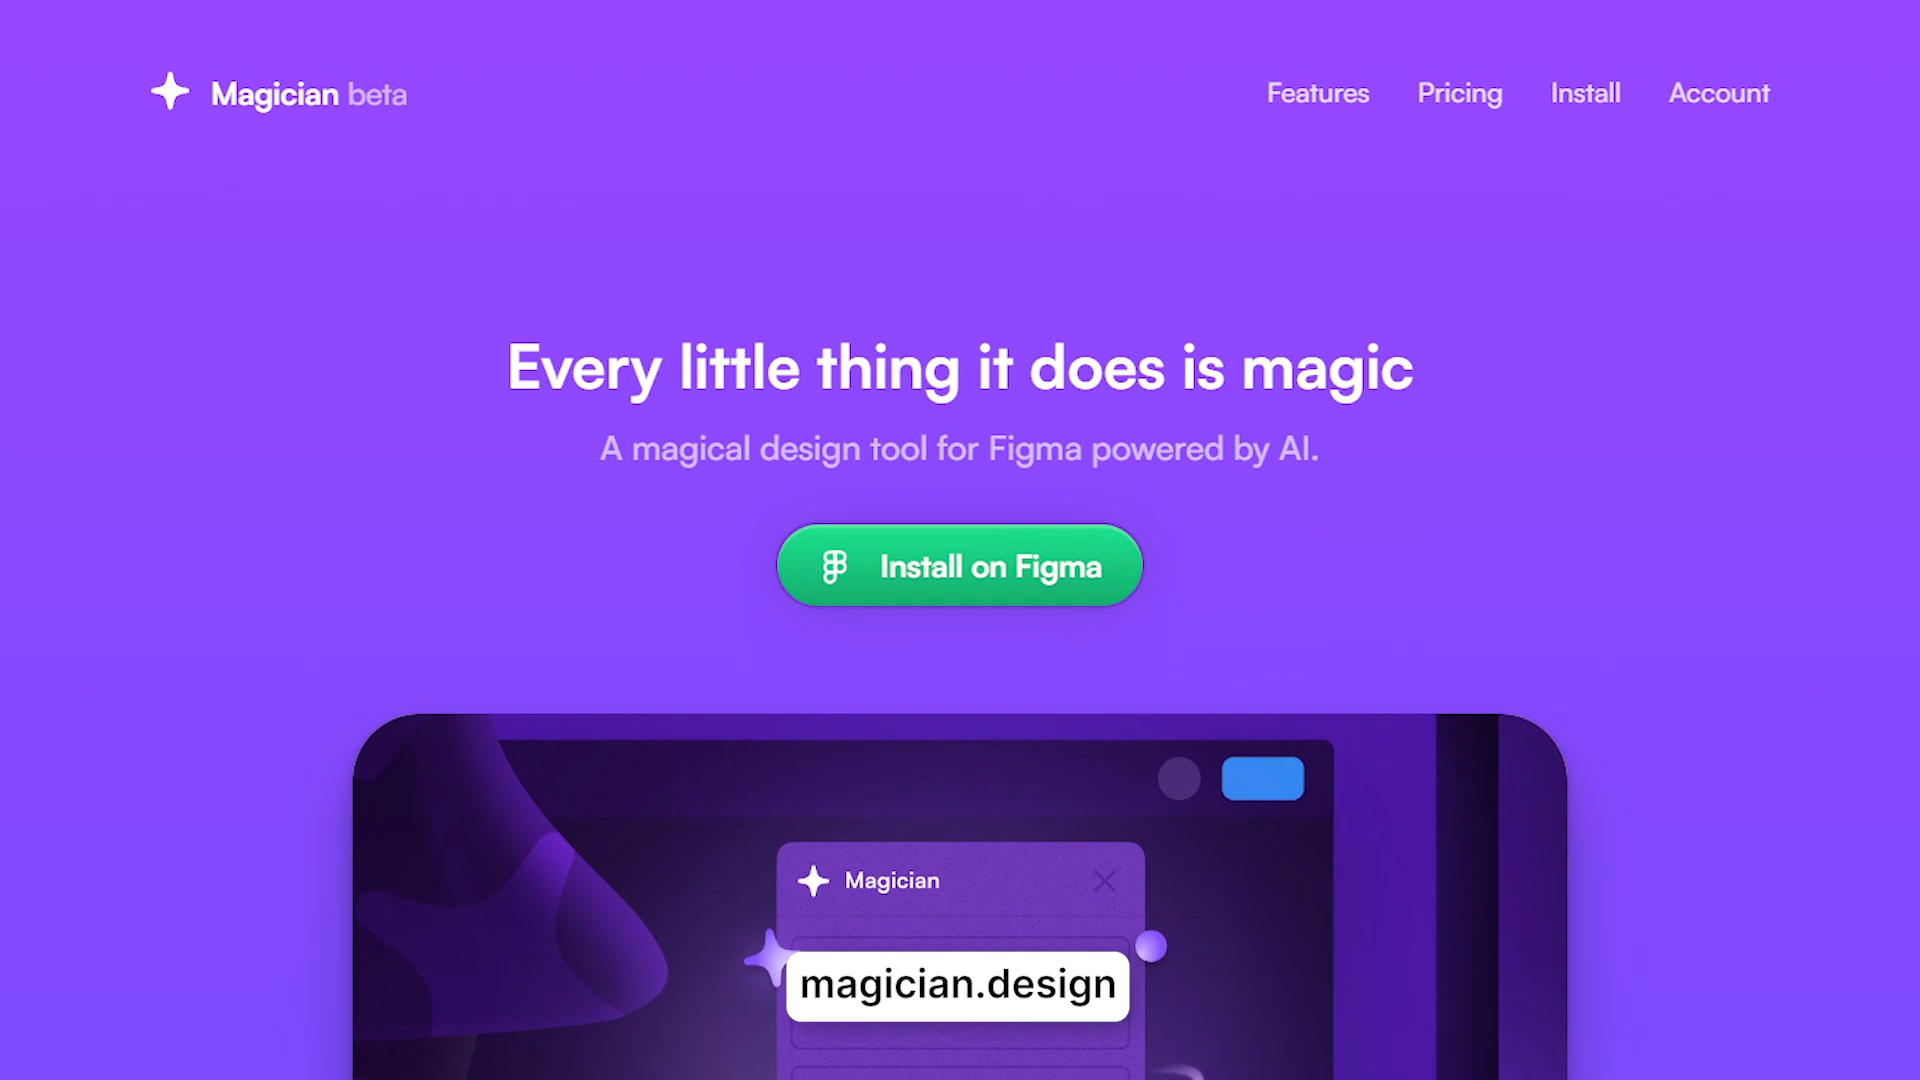 Magician beta
Features Pricing Install Account
Every little thing it does is magic
A magical design tool for Figma powered by AI.
Install on Figma
Magician
magician.design